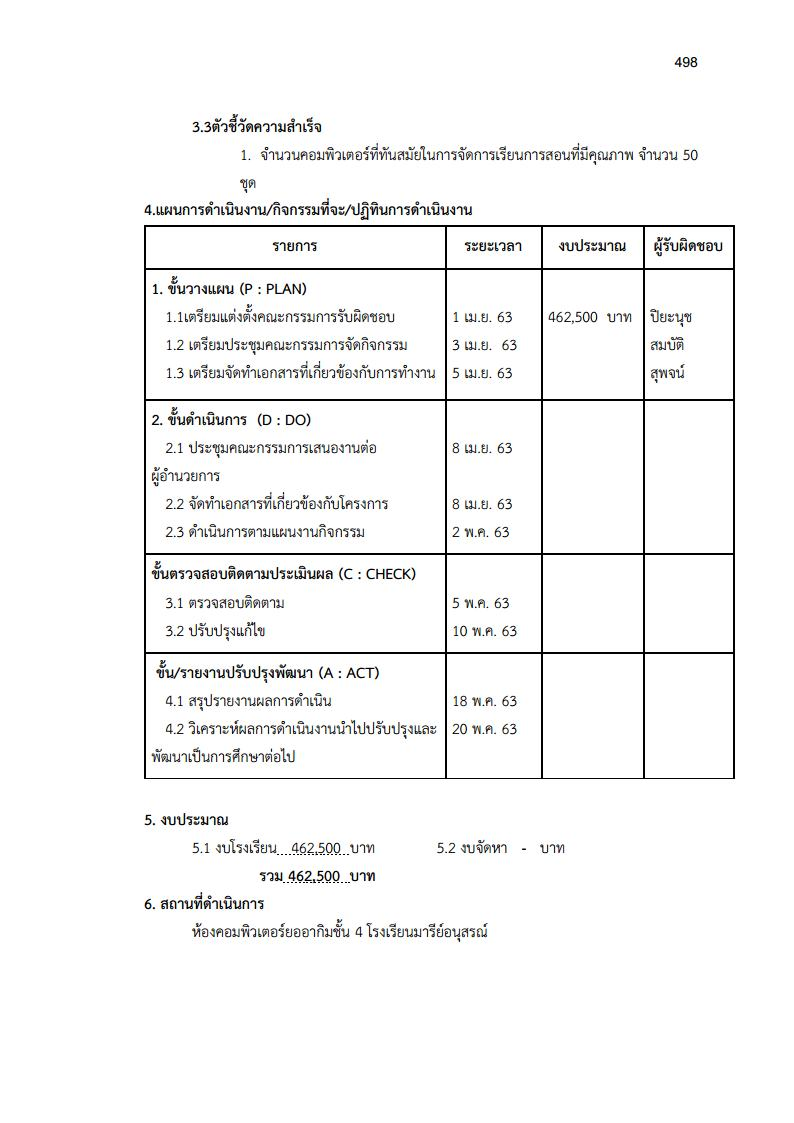 498
3.3ตัวชี้วัดความสำเร็จ
1. จำนวนคอมพิวเตอร์ที่ทันสมัยในการจัดการเรียนการสอนที่มีคุณภาพ จำนวน 50
ชุด
4.แผนการดำเนินงาน/กิจกรรมที่จะ/ปฏิทินการดำเนินงาน
รายการ ระยะเวลา งบประมาณ ผู้รับผิดชอบ
1. ขั้นวางแผน (P : PLAN)
1.1เตรียมแต่งตั้งคณะกรรมการรับผิดชอบ 1 เม.ย. 63 462,500 บาท ปิยะนุช
1.2 เตรียมประชุมคณะกรรมการจัดกิจกรรม 3 เม.ย. 63 สมบัติ
1.3 เตรียมจัดทำเอกสารที่เกี่ยวข้องกับการทำงาน 5 เม.ย. 63 สุพจน์
2. ขั้นดำเนินการ (D : DO)
2.1 ประชุมคณะกรรมการเสนองานต่อ 8 เม.ย. 63
ผู้อำนวยการ
2.2 จัดทำเอกสารที่เกี่ยวข้องกับโครงการ 8 เม.ย. 63
2.3 ดำเนินการตามแผนงานกิจกรรม 2 พ.ค. 63
ขั้นตรวจสอบติดตามประเมินผล (C : CHECK)
3.1 ตรวจสอบติดตาม 5 พ.ค. 63
3.2 ปรับปรุงแก้ไข 10 พ.ค. 63
ขั้น/รายงานปรับปรุงพัฒนา (A : ACT)
4.1 สรุปรายงานผลการดำเนิน 18 พ.ค. 63
4.2 วิเคราะห์ผลการดำเนินงานนำไปปรับปรุงและ 20 พ.ค. 63
พัฒนาเป็นการศึกษาต่อไป
5. งบประมาณ
5.1 งบโรงเรียน 462,500 บาท 5.2 งบจัดหา - บาท
รวม 462,500 บาท
6. สถานที่ดำเนินการ
ห้องคอมพิวเตอร์ยออากิมชั้น 4 โรงเรียนมารีย์อนุสรณ์